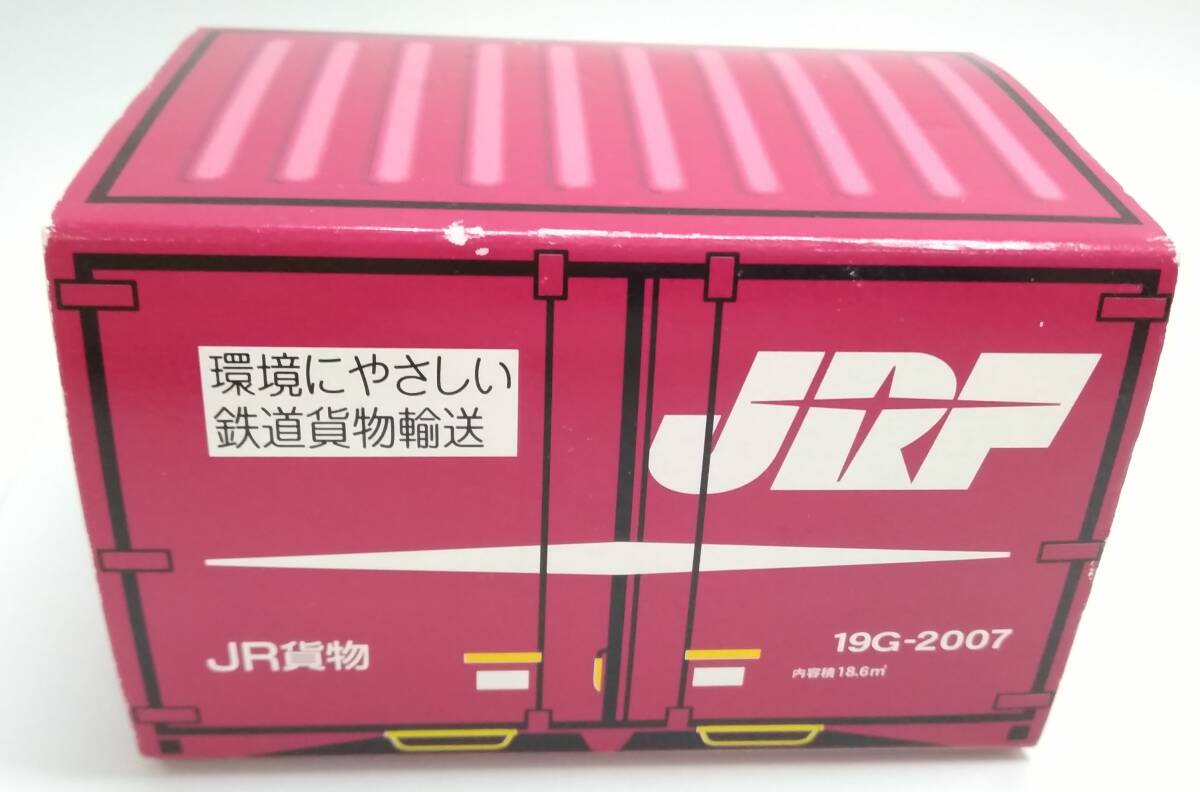 環境にやさしい
鉄道貨物輸送
JRF
JR貨物
19G-2007
内容積18.6㎥